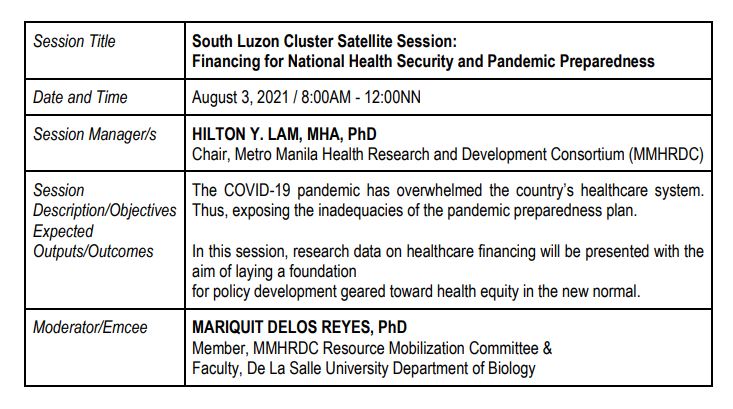 Session Title
South Luzon Cluster Satellite Session:
Financing for National Health Security and Pandemic Preparedness
Date and Time
August 3, 2021 / 8:00AM - 12:00NN
Session Manager/s
HILTON Y. LAM, MHA, PhD
Chair, Metro Manila Health Research and Development Consortium (MMHRDC)
Session
Description/Objectives
Expected
Outputs/Outcomes
The COVID-19 pandemic has overwhelmed the country's healthcare system.
Thus, exposing the inadequacies of the pandemic preparedness plan.
In this session, research data on healthcare financing will be presented with the
aim of laying a foundation
for policy development geared toward health equity in the new normal.
Moderator/Emcee
MARIQUIT DELOS REYES, PhD
Member, MMHRDC Resource Mobilization Committee &
Faculty, De La Salle University Department of Biology